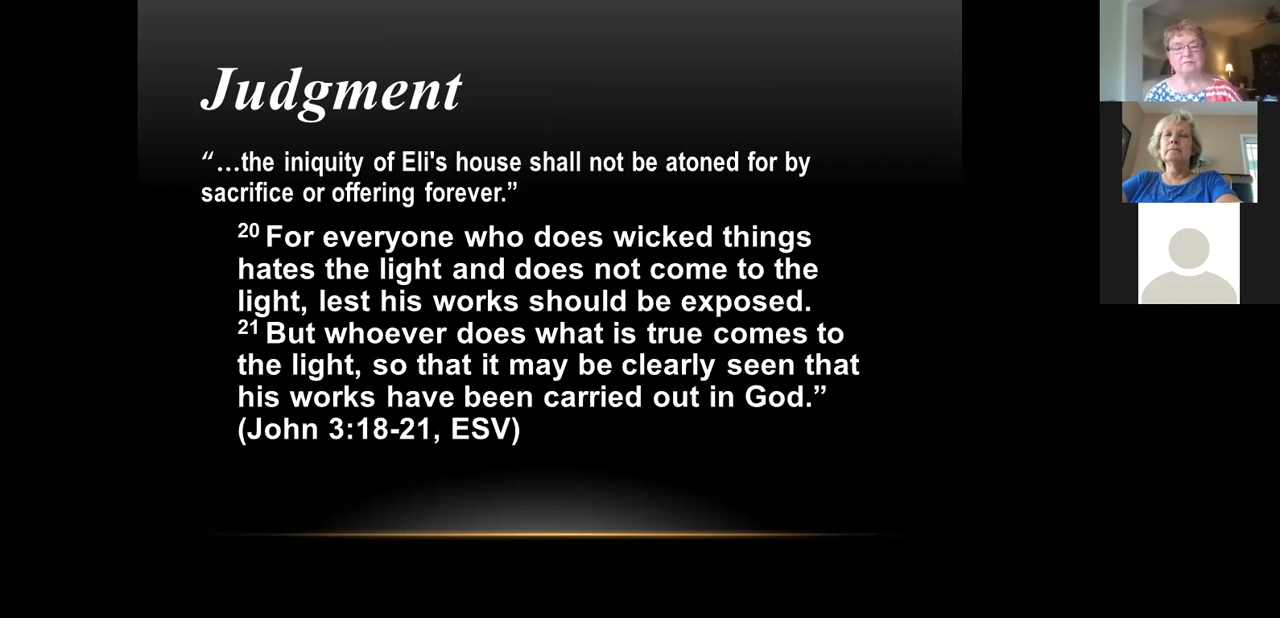 Judgment
“…the iniquity of Eli's house shall not be atoned for by
sacrifice or offering forever.”
20 For everyone who does wicked things
hates the light and does not come to the
light, lest his works should be exposed.
21 But whoever does what is true comes to
the light, so that it may be clearly seen that
his works have been carried out in God.”
(John 3:18-21, ESV)